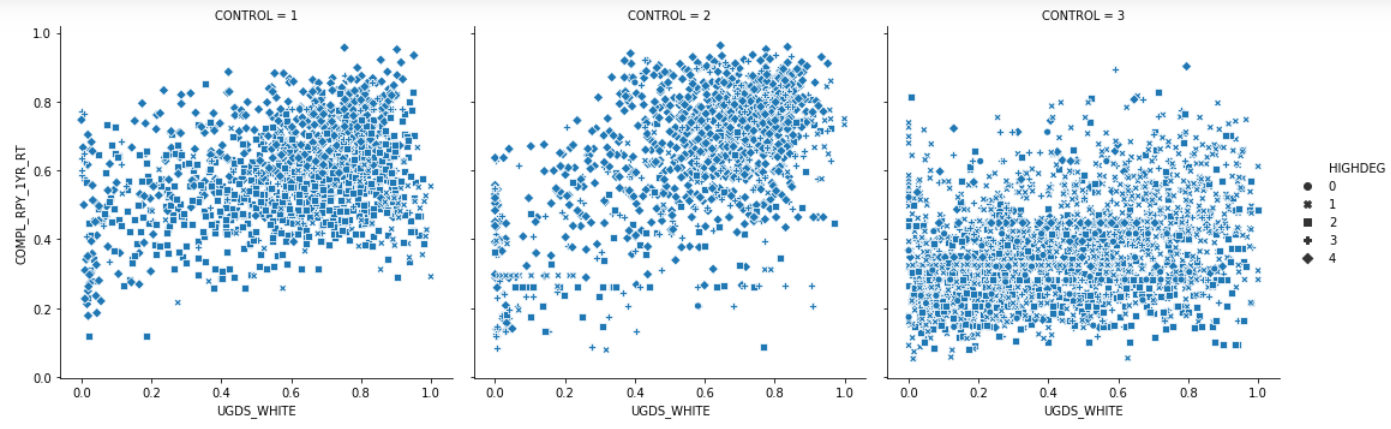 CONTROL = 1
CONTROL = 2
CONTROL = 3
COMPL_RPY_1YR_RT
1.0
0.8
0.6
0.4
0.2
0.0
0.0 0.2 0.4 0.6 0.8 1.0
0.0 0.2 0.4 0.6 0.8 1.0
0.0 0.2 0.4 0.6 0.8 1.0
UGDS_WHITE
UGDS_WHITE
UGDS_WHITE
HIGHDEG
0
1
2
3
4